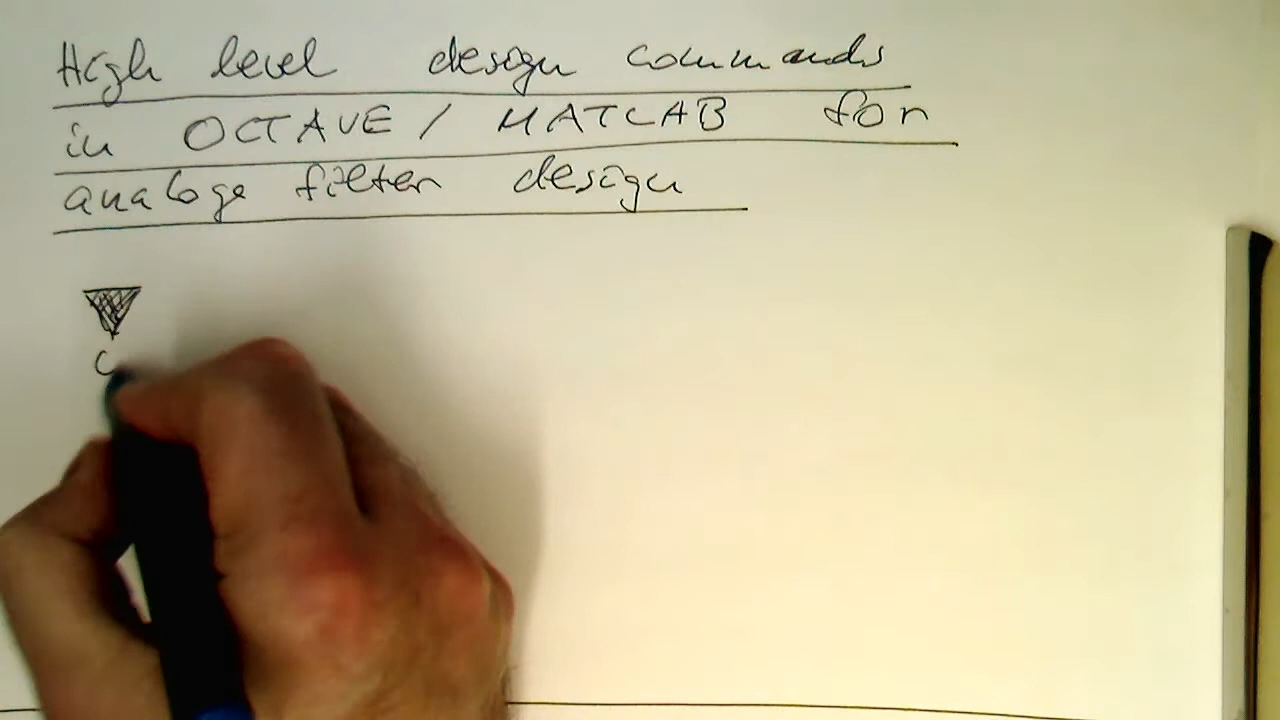 High level design commands
in OCTAVE / MATLAB for
analoge filter design
C